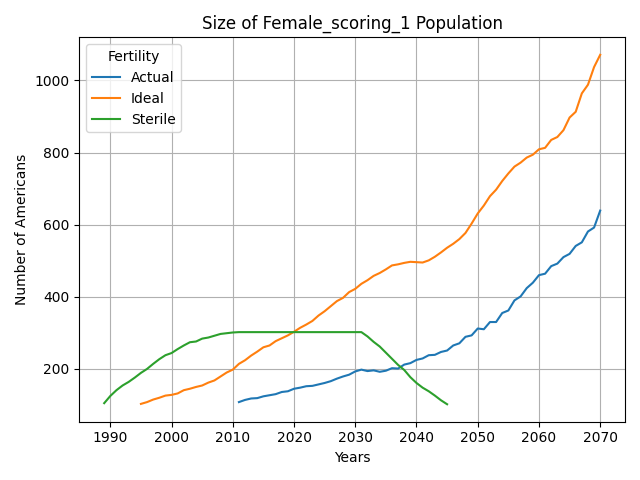 Size of Female_scoring_1 Population
Fertility
Actual
Ideal
Sterile
Number of Americans
1000
800
600
400
200
1990 2000 2010 2020 2030 2040 2050 2060 2070
Years